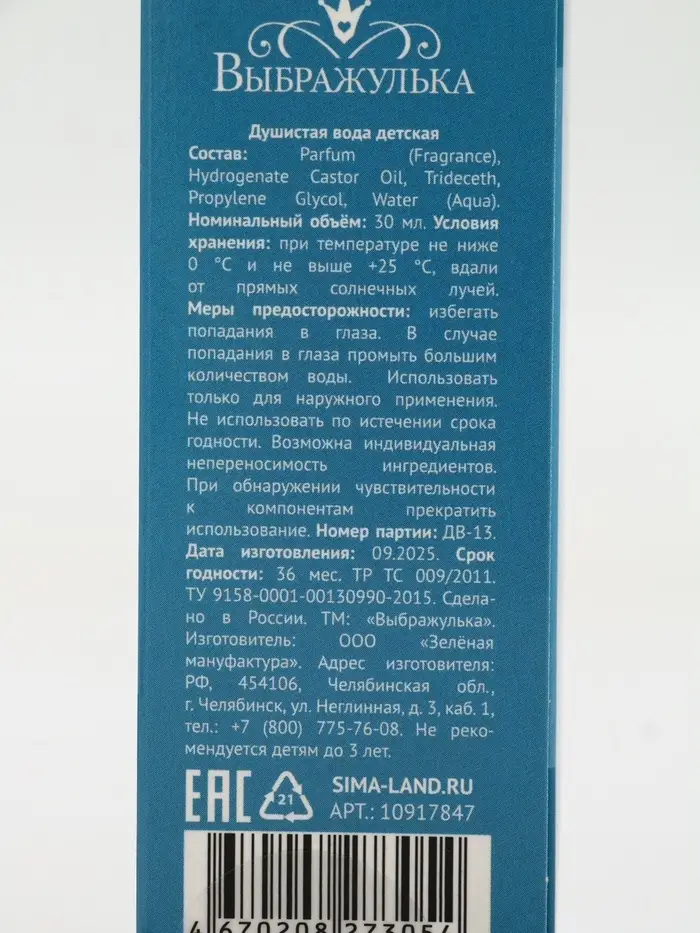 Выбражулька
Душистая вода детская
Состав: Parfum (Fragrance),
Hydrogenate Castor Oil, Trideceth,
Propylene Glycol, Water (Aqua).
Номинальный объём: 30 мл. Условия
хранения: при температуре не ниже
0 °C и не выше +25 °C, вдали
от прямых солнечных лучей.
Меры предосторожности: избегать
попадания в глаза. В случае
попадания в глаза промыть большим
количеством воды. Использовать
только для наружного применения.
Не использовать по истечении срока
годности. Возможна индивидуальная
непереносимость ингредиентов.
При обнаружении чувствительности
к компонентам прекратить
использование. Номер партии: ДВ-13.
Дата изготовления: 09.2025. Срок
годности: 36 мес. ТР ТС 009/2011.
ТУ 9158-0001-00130990-2015. Сдела-
но в России. ТМ: «Выбражулька».
Изготовитель: ООО «Зелёная
мануфактура». Адрес изготовителя:
РФ, 454106, Челябинская обл.,
г. Челябинск, ул. Неглинная, д. 3, каб. 1,
тел.: +7 (800) 775-76-08. Не реко-
мендуется детям до 3 лет.
EAC 21 SIMA-LAND.RU
АРТ.: 10917847
4 670208 273054